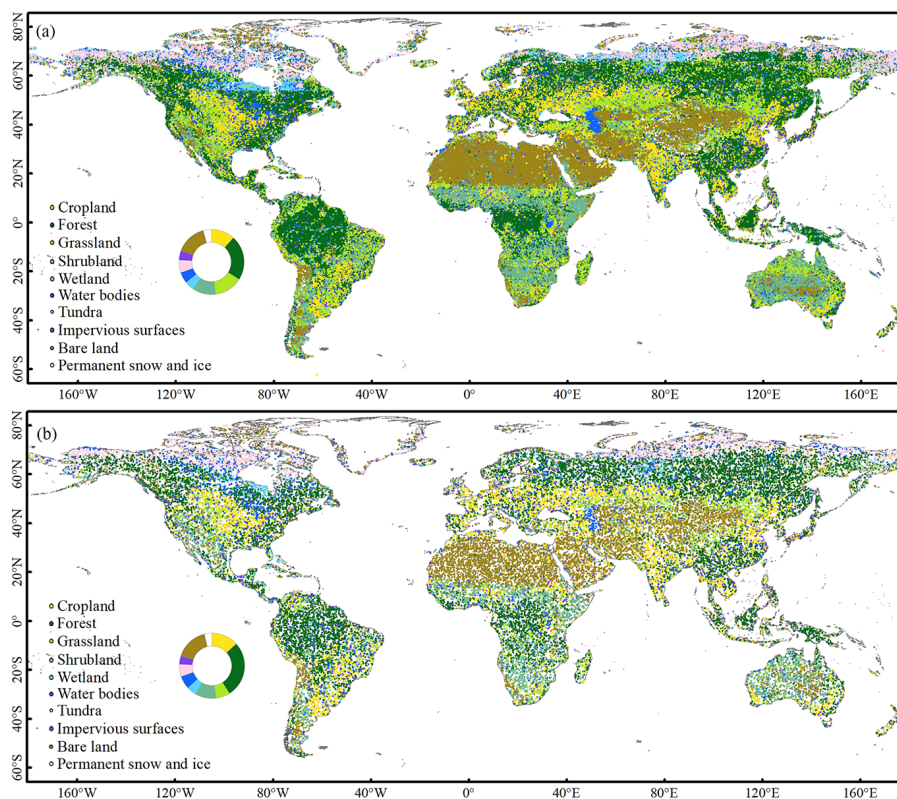 (a)
80°N
60°N
40°N
20°N
0°
20°S
40°S
60°S
Cropland
Forest
Grassland
Shrubland
Wetland
Water bodies
Tundra
Impervious surfaces
Bare land
Permanent snow and ice
160°W 120°W 80°W 40°W 0° 40°E 80°E 120°E 160°E
(b)
80°N
60°N
40°N
20°N
0°
20°S
40°S
60°S
Cropland
Forest
Grassland
Shrubland
Wetland
Water bodies
Tundra
Impervious surfaces
Bare land
Permanent snow and ice
160°W 120°W 80°W 40°W 0° 40°E 80°E 120°E 160°E